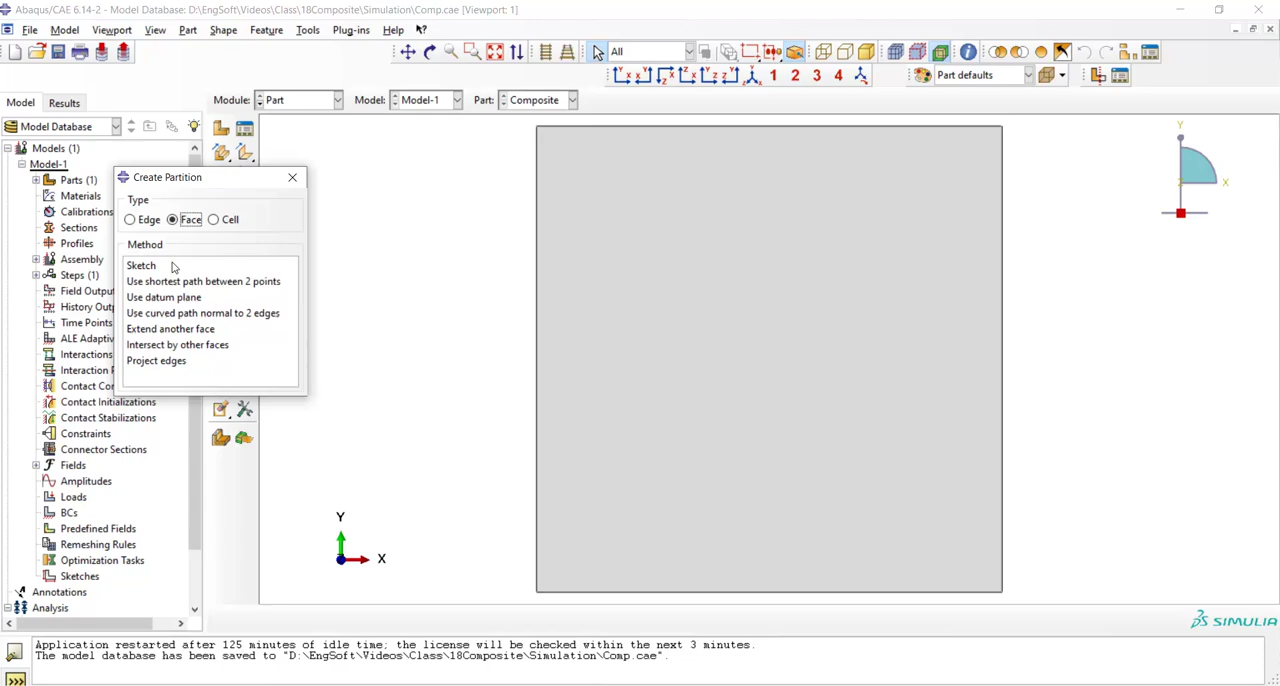 Abaqus/CAE 6.14-2 - Model Database: D:\EngSoft\Videos\Class\18Composite\Simulation\Comp.cae [Viewport: 1]
File Model Viewport View Part Shape Feature Tools Plug-ins Help
All
1 2 3 4
Part defaults
Model Results
Module: Part Model: Model-1 Part: Composite
Model Database
Models (1)
Model-1
Parts (1)
Materials
Calibrations
Sections
Profiles
Assembly
Steps (1)
Field Outpu
History Outp
Time Points
ALE Adaptiv
Interactions
Interaction P
Contact Con
Contact Initializations
Contact Stabilizations
Constraints
Connector Sections
Fields
Amplitudes
Loads
BCs
Predefined Fields
Remeshing Rules
Optimization Tasks
Sketches
Annotations
Analysis
Create Partition
Type
Edge Face Cell
Method
Sketch
Use shortest path between 2 points
Use datum plane
Use curved path normal to 2 edges
Extend another face
Intersect by other faces
Project edges
Y
X
Z
Y
X
SIMULIA
Application restarted after 125 minutes of idle time; the license will be checked within the next 3 minutes.
The model database has been saved to "D:\EngSoft\Videos\Class\18Composite\Simulation\Comp.cae".
>>>